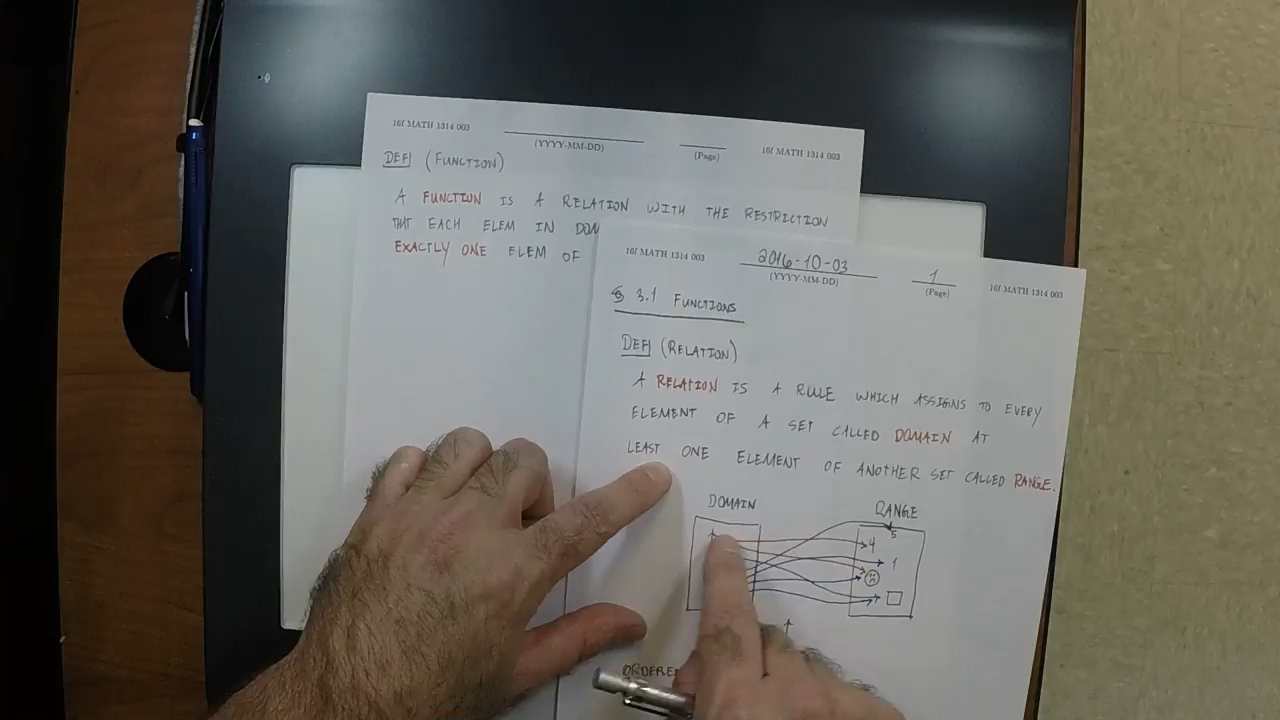 16f MATH 1314 003
(YYYY-MM-DD)
(Page)
16f MATH 1314 003
DEF (FUNCTION)
A FUNCTION IS A RELATION WITH THE RESTRICTION
THAT EACH ELEM IN DOM
EXACTLY ONE ELEM OF
16f MATH 1314 003
2016-10-03
(YYYY-MM-DD)
1
(Page)
16f MATH 1314 003
§ 3.1 FUNCTIONS
DEF (RELATION)
A RELATION IS A RULE WHICH ASSIGNS TO EVERY
ELEMENT OF A SET CALLED DOMAIN AT
LEAST ONE ELEMENT OF ANOTHER SET CALLED RANGE.
DOMAIN
RANGE
5
4
1
ORDERE